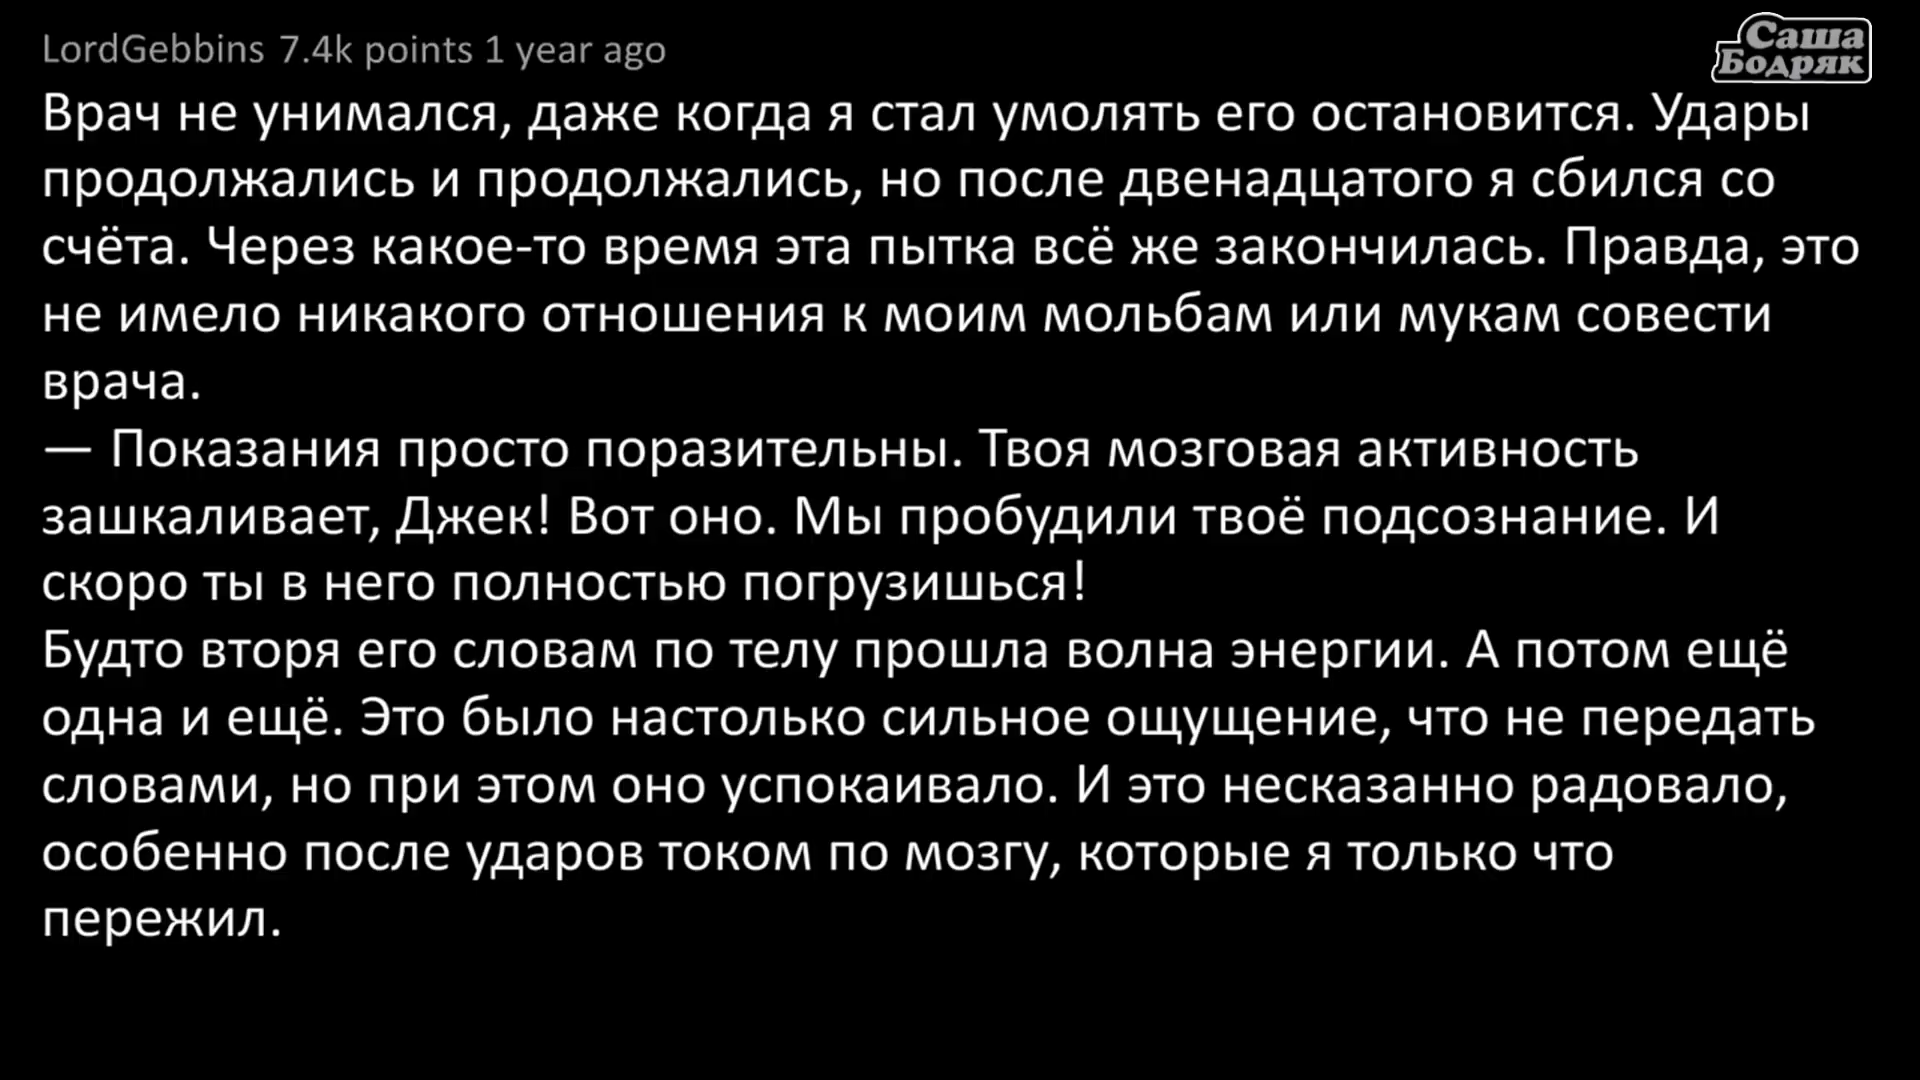 LordGebbins 7.4k points 1 year ago
Саша
Бодряк
Врач не унимался, даже когда я стал умолять его остановится. Удары
продолжались и продолжались, но после двенадцатого я сбился со
счёта. Через какое-то время эта пытка всё же закончилась. Правда, это
не имело никакого отношения к моим мольбам или мукам совести
врача.
— Показания просто поразительны. Твоя мозговая активность
зашкаливает, Джек! Вот оно. Мы пробудили твоё подсознание. И
скоро ты в него полностью погрузишься!
Будто вторя его словам по телу прошла волна энергии. А потом ещё
одна и ещё. Это было настолько сильное ощущение, что не передать
словами, но при этом оно успокаивало. И это несказанно радовало,
особенно после ударов током по мозгу, которые я только что
пережил.